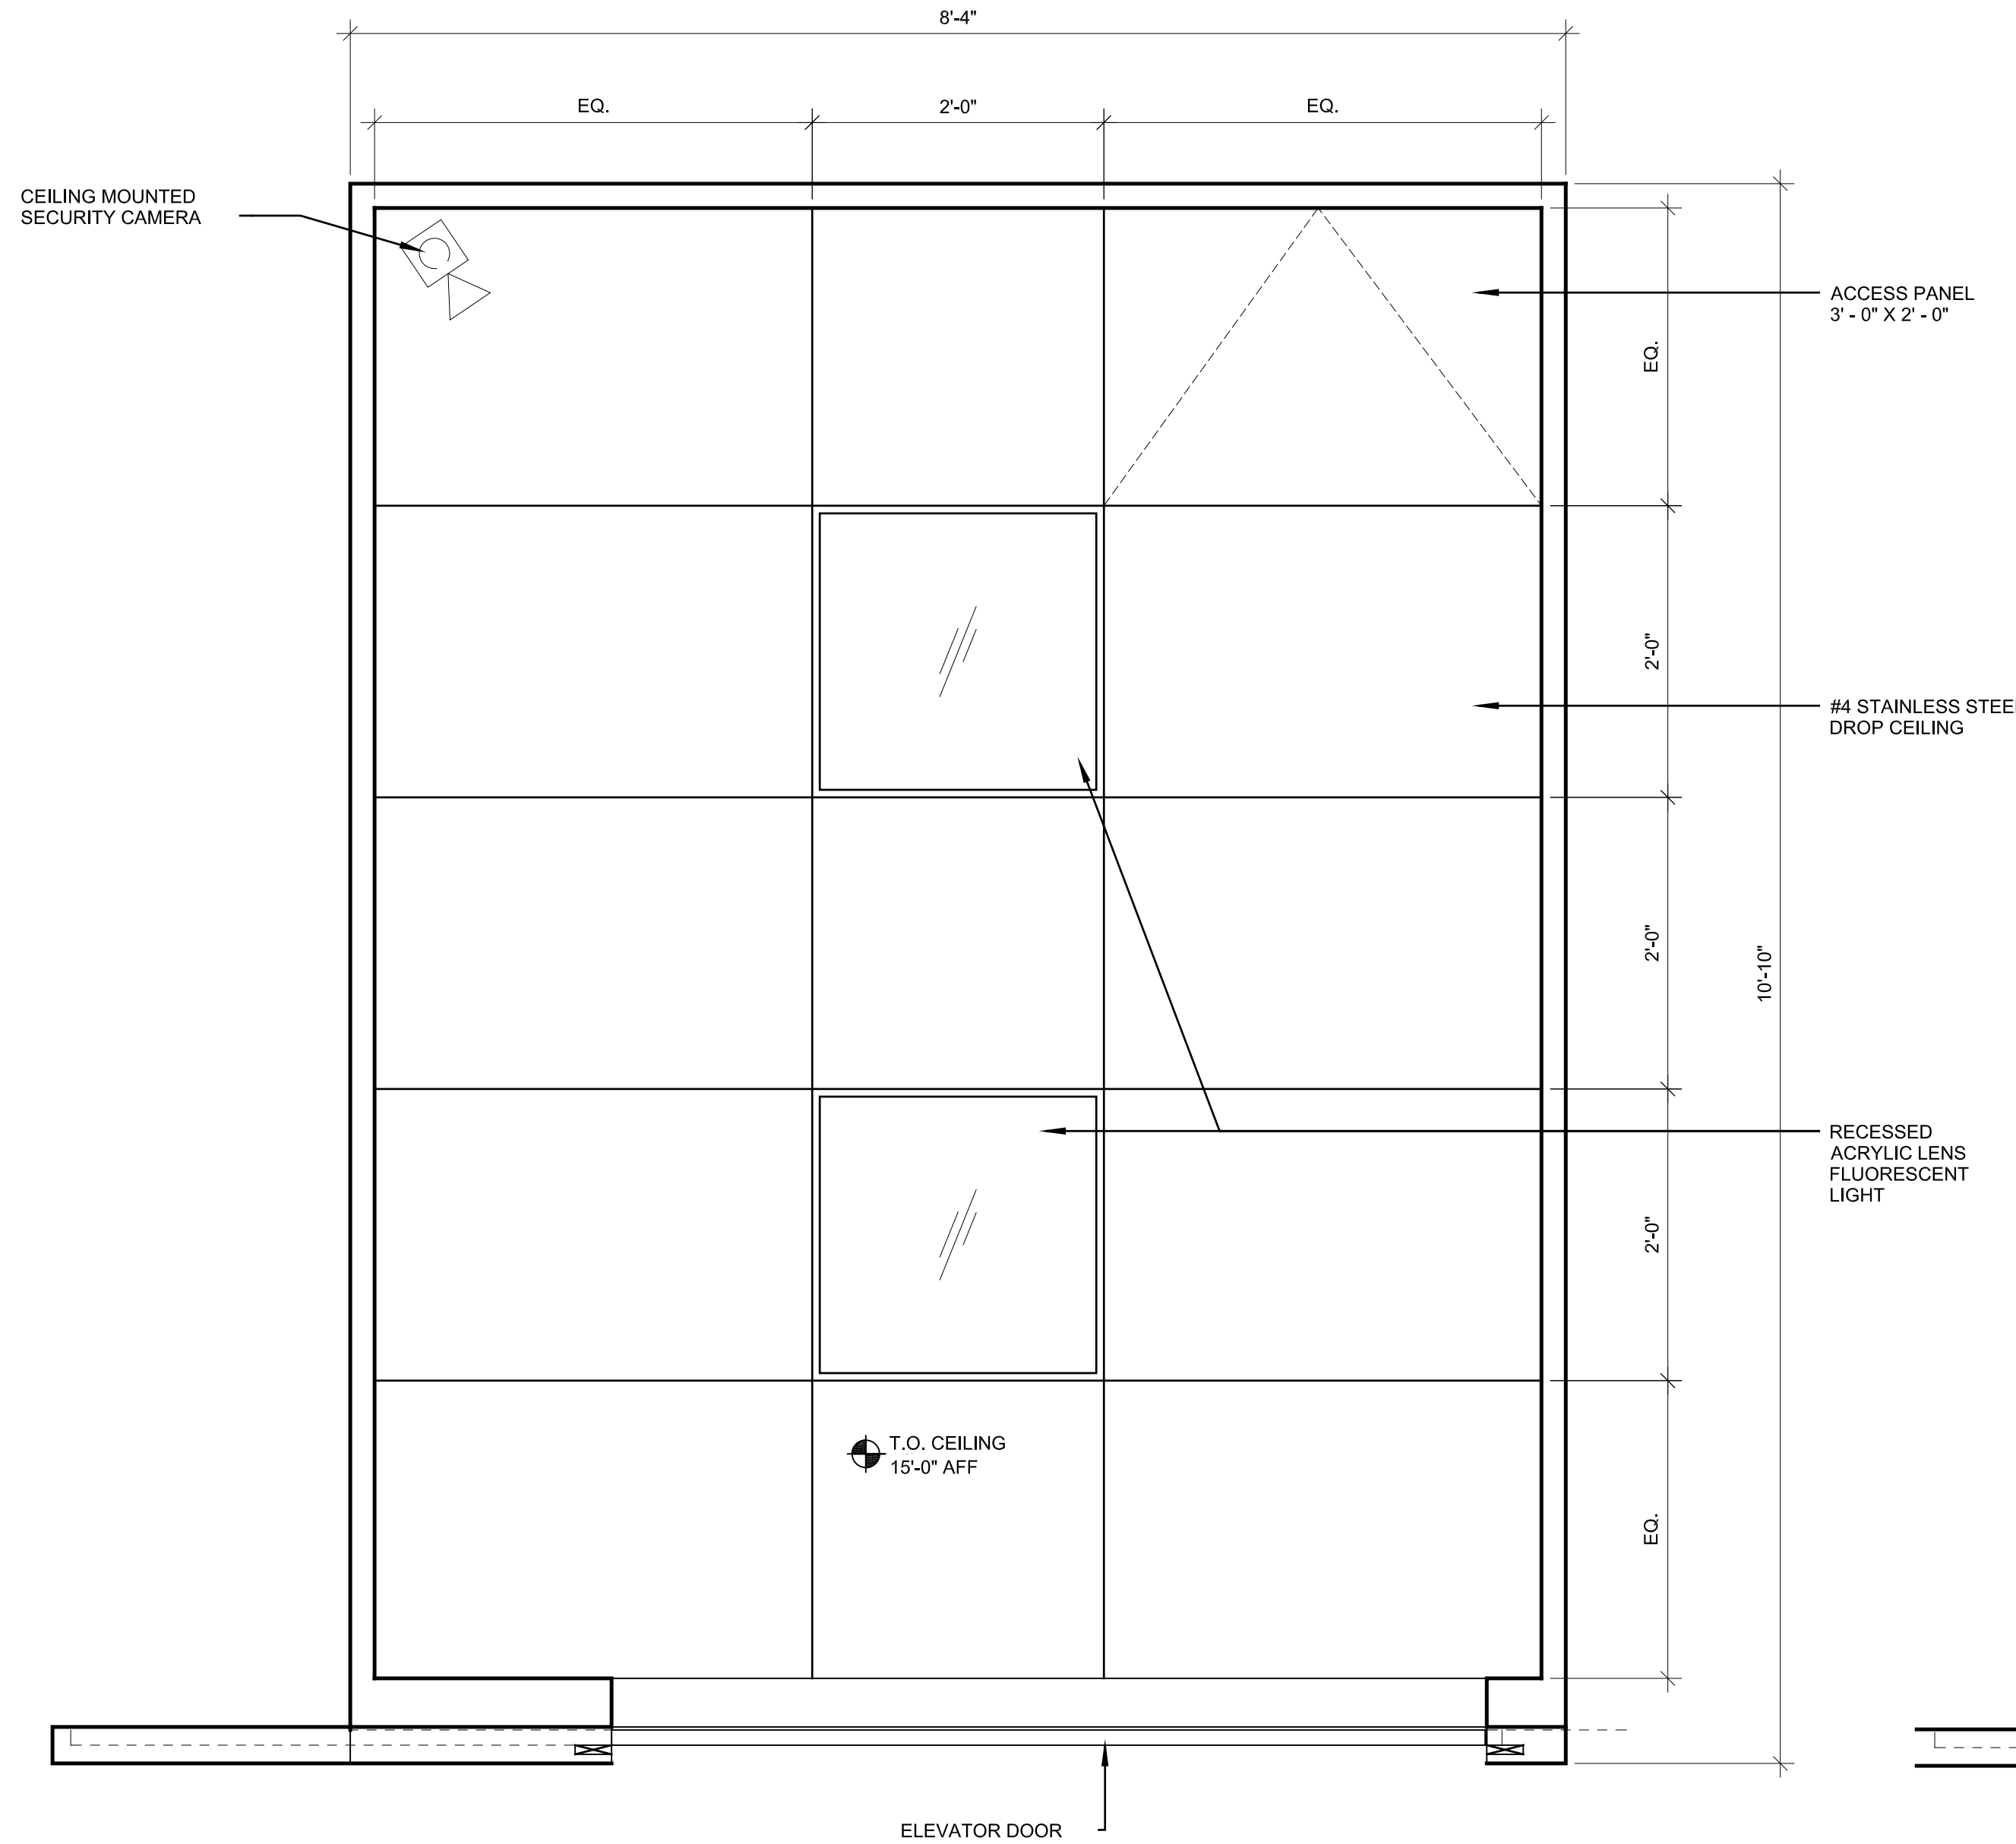 8'-4"
EQ.
2'-0"
EQ.
CEILING MOUNTED
SECURITY CAMERA
ACCESS PANEL
3' - 0" X 2' - 0"
EQ.
2'-0"
#4 STAINLESS STEE
DROP CEILING
2'-0"
10'-10"
RECESSED
ACRYLIC LENS
FLUORESCENT
LIGHT
2'-0"
T.O. CEILING
15'-0" AFF
EQ.
ELEVATOR DOOR